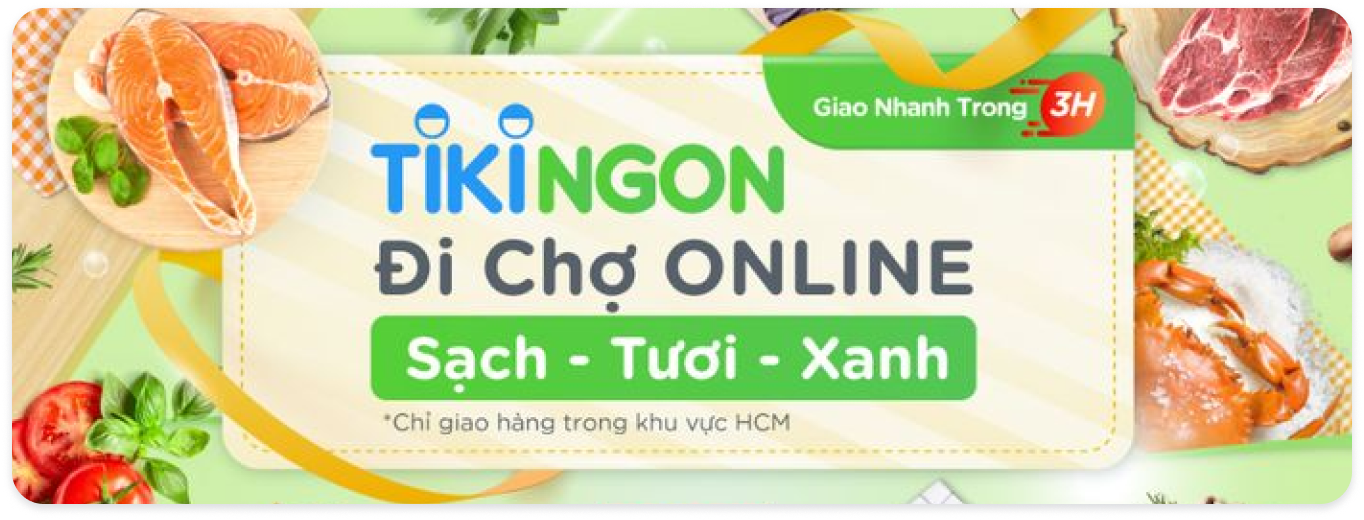 Giao Nhanh Trong 3H
TIKINGON
Đi Chợ ONLINE
Sạch - Tươi - Xanh
*Chỉ giao hàng trong khu vực HCM